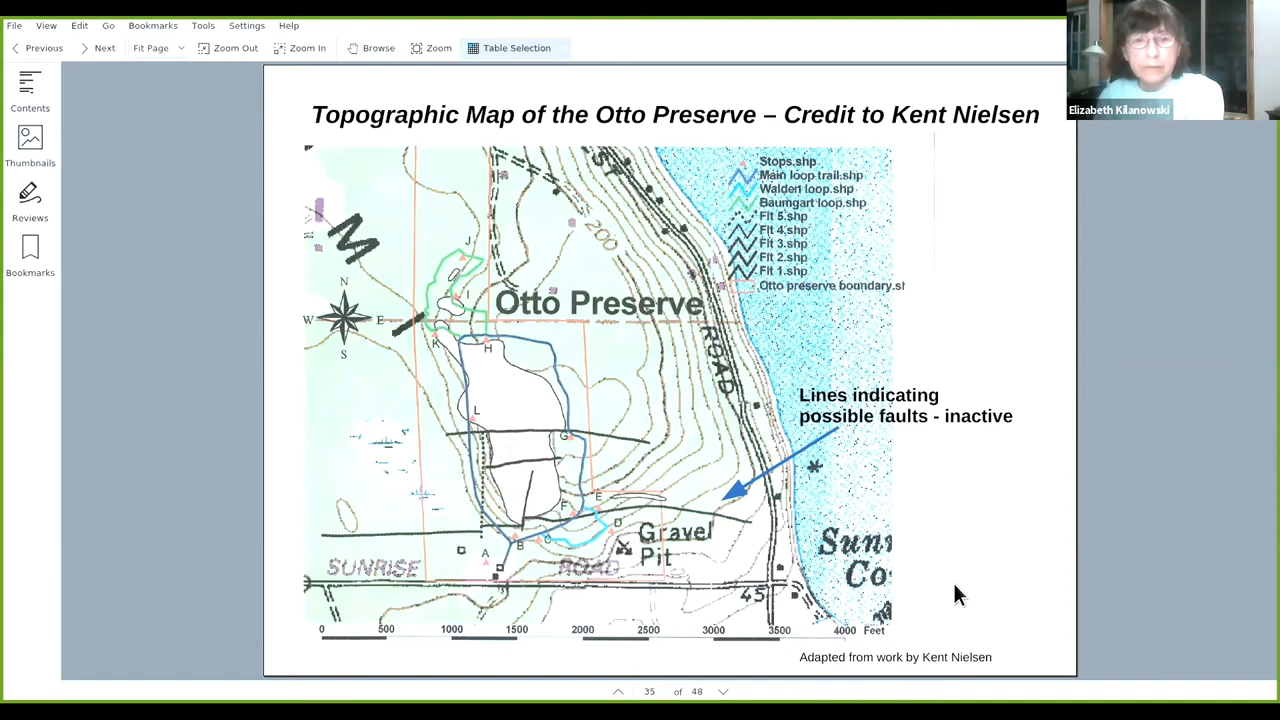 File View Edit Go Bookmarks Tools Settings Help
Previous Next Fit Page Zoom Out Zoom In Browse Zoom Table Selection
Contents
Thumbnails
Reviews
Bookmarks
Elizabeth Kilanowski
Topographic Map of the Otto Preserve – Credit to Kent Nielsen
Stops.shp
Main loop trail.shp
Walden loop.shp
Baumgart loop.shp
Flt 5.shp
Flt 4.shp
Flt 3.shp
Flt 2.shp
Flt 1.shp
Otto preserve boundary.sh
ST
200
M
J
N
I
Otto Preserve
W E
S
K
H
ROAD
Lines indicating
possible faults - inactive
L
G
E
F
D
Gravel
Pit
B
C
A
SUNRISE ROAD
Sunr
Co
45
0 500 1000 1500 2000 2500 3000 3500 4000 Feet
Adapted from work by Kent Nielsen
35 of 48